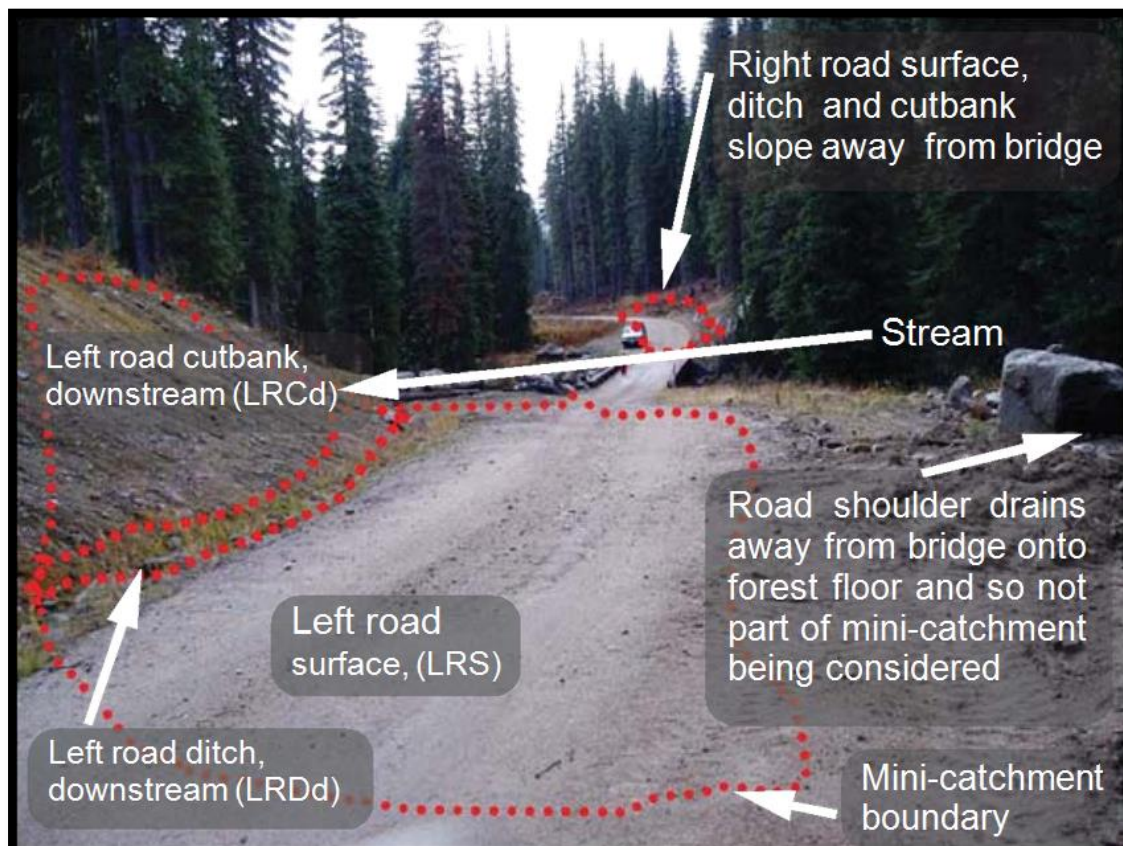 Right road surface,
ditch and cutbank
slope away from bridge
Stream
Left road cutbank,
downstream (LRCd)
Road shoulder drains
away from bridge onto
forest floor and so not
part of mini-catchment
being considered
Left road
surface, (LRS)
Left road ditch,
downstream (LRDd)
Mini-catchment
boundary